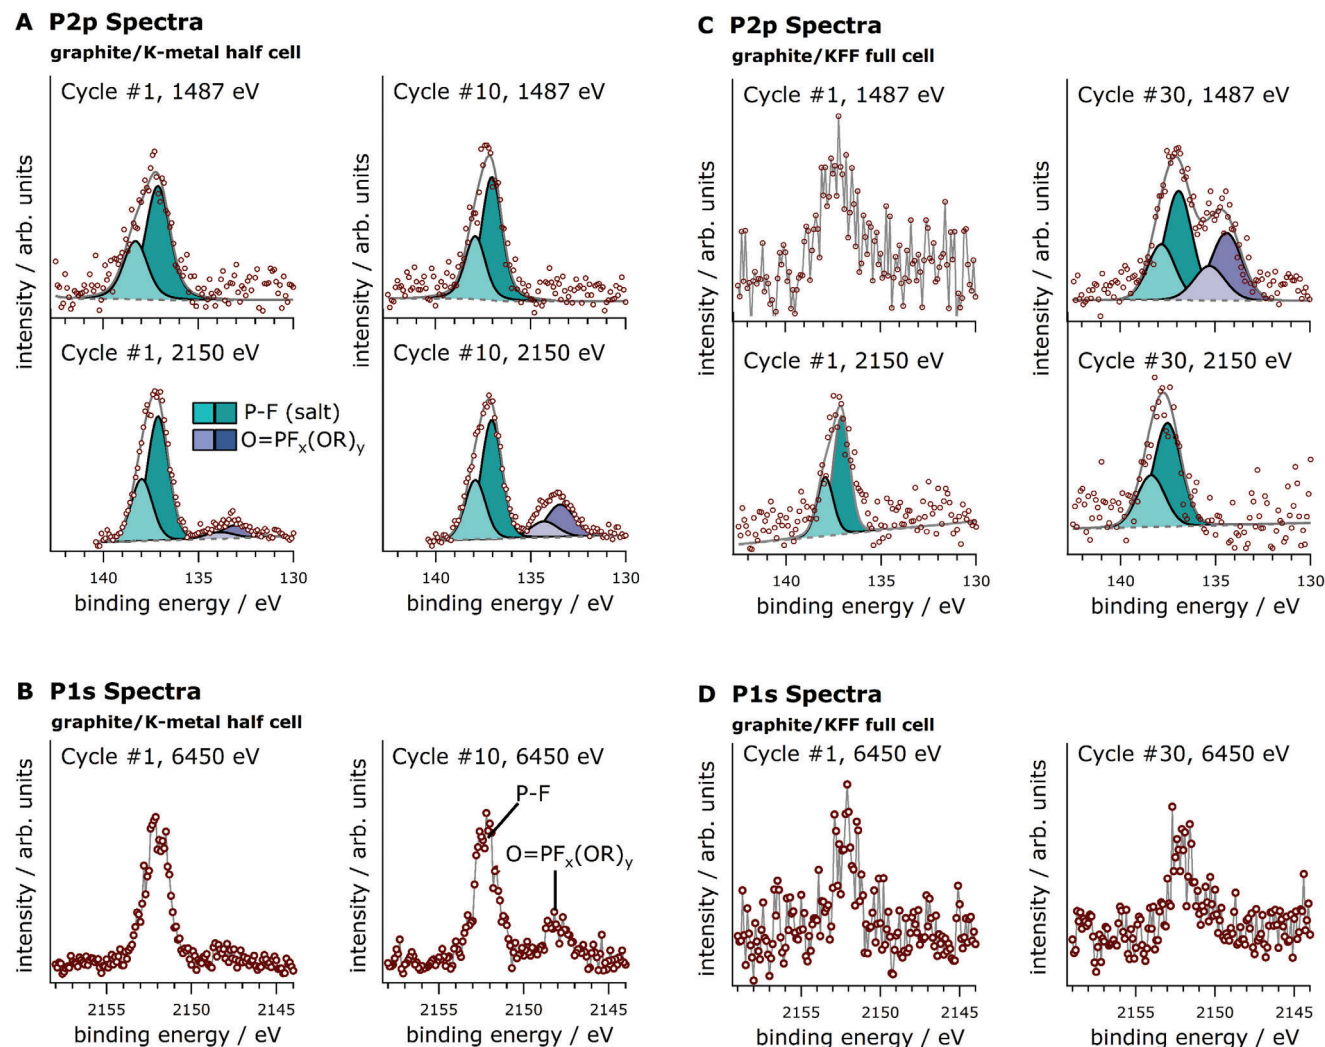 A P2p Spectra
graphite/K-metal half cell
intensity / arb. units
Cycle #1, 1487 eV
intensity / arb. units
Cycle #10, 1487 eV
Cycle #1, 2150 eV
P-F (salt)
O=PFx(OR)y
Cycle #10, 2150 eV
140 135 130
binding energy / eV
140 135 130
binding energy / eV
C P2p Spectra
graphite/KFF full cell
intensity / arb. units
Cycle #1, 1487 eV
intensity / arb. units
Cycle #30, 1487 eV
Cycle #1, 2150 eV
Cycle #30, 2150 eV
140 135 130
binding energy / eV
140 135 130
binding energy / eV
B P1s Spectra
graphite/K-metal half cell
intensity / arb. units
Cycle #1, 6450 eV
intensity / arb. units
Cycle #10, 6450 eV
P-F
O=PFx(OR)y
2155 2150 2145
binding energy / eV
2155 2150 2145
binding energy / eV
D P1s Spectra
graphite/KFF full cell
intensity / arb. units
Cycle #1, 6450 eV
intensity / arb. units
Cycle #30, 6450 eV
2155 2150 2145
binding energy / eV
2155 2150 2145
binding energy / eV